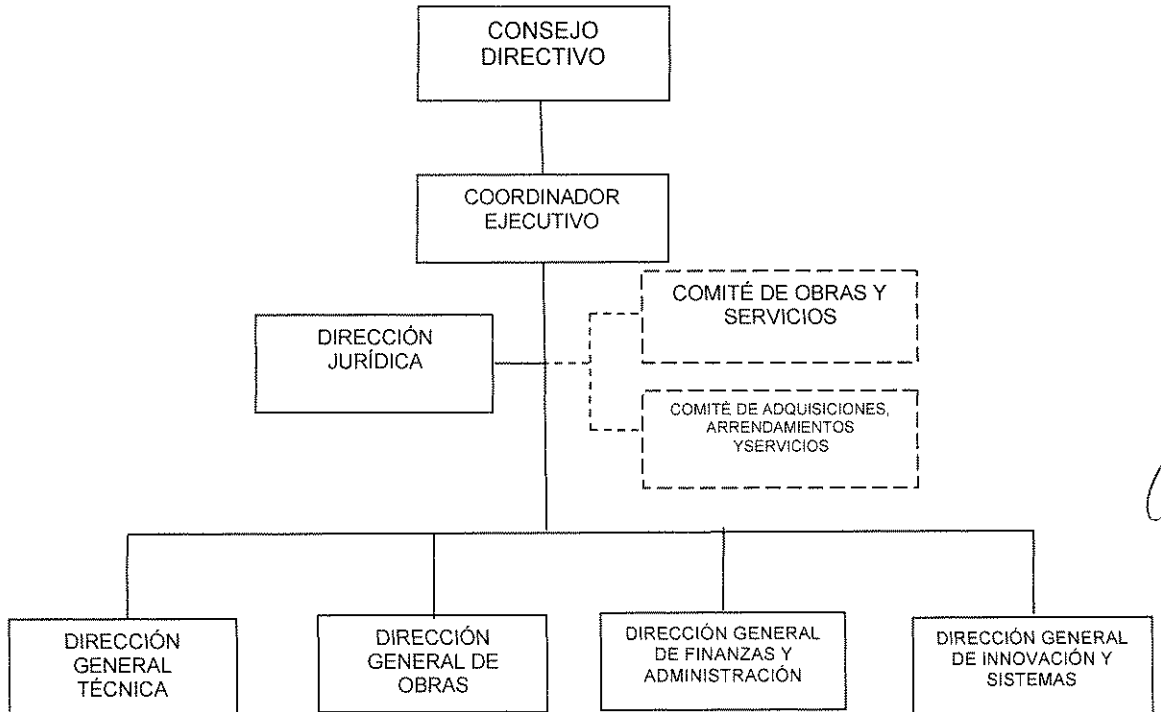 CONSEJO
DIRECTIVO
COORDINADOR
EJECUTIVO
COMITÉ DE OBRAS Y
SERVICIOS
DIRECCIÓN
JURÍDICA
COMITÉ DE ADQUISICIONES,
ARRENDAMIENTOS
YSERVICIOS
DIRECCIÓN
GENERAL
TÉCNICA
DIRECCIÓN
GENERAL DE
OBRAS
DIRECCIÓN GENERAL
DE FINANZAS Y
ADMINISTRACIÓN
DIRECCIÓN GENERAL
DE INNOVACIÓN Y
SISTEMAS